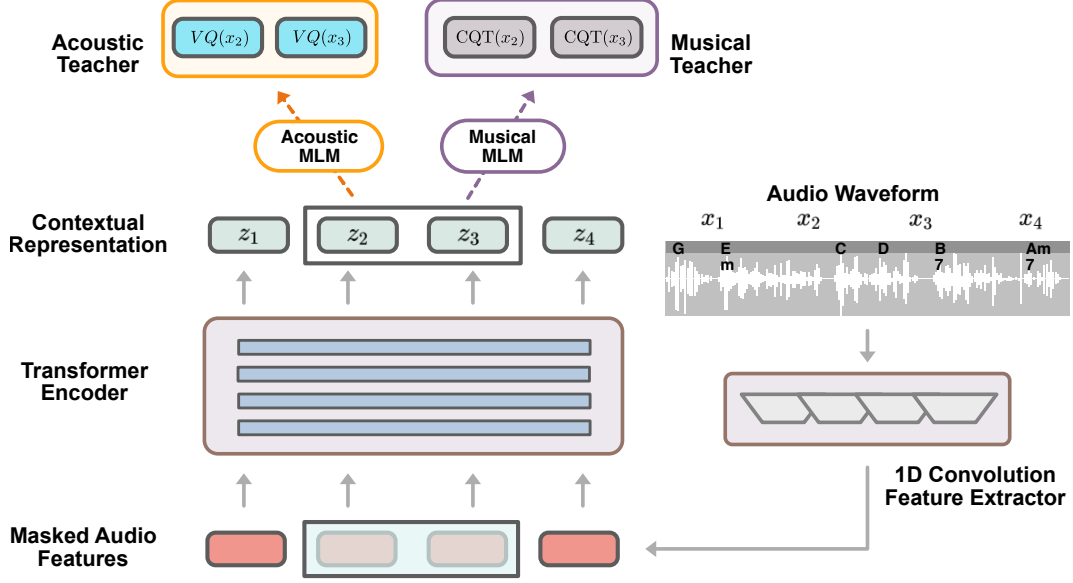 Acoustic
Teacher
VQ(x₂)
VQ(x₃)
CQT(x₂)
CQT(x₃)
Musical
Teacher
Acoustic
MLM
Musical
MLM
Contextual
Representation
z₁
z₂
z₃
z₄
Audio Waveform
x₁
x₂
x₃
x₄
G
E
m
C
D
B
7
Am
7
Transformer
Encoder
1D Convolution
Feature Extractor
Masked Audio
Features